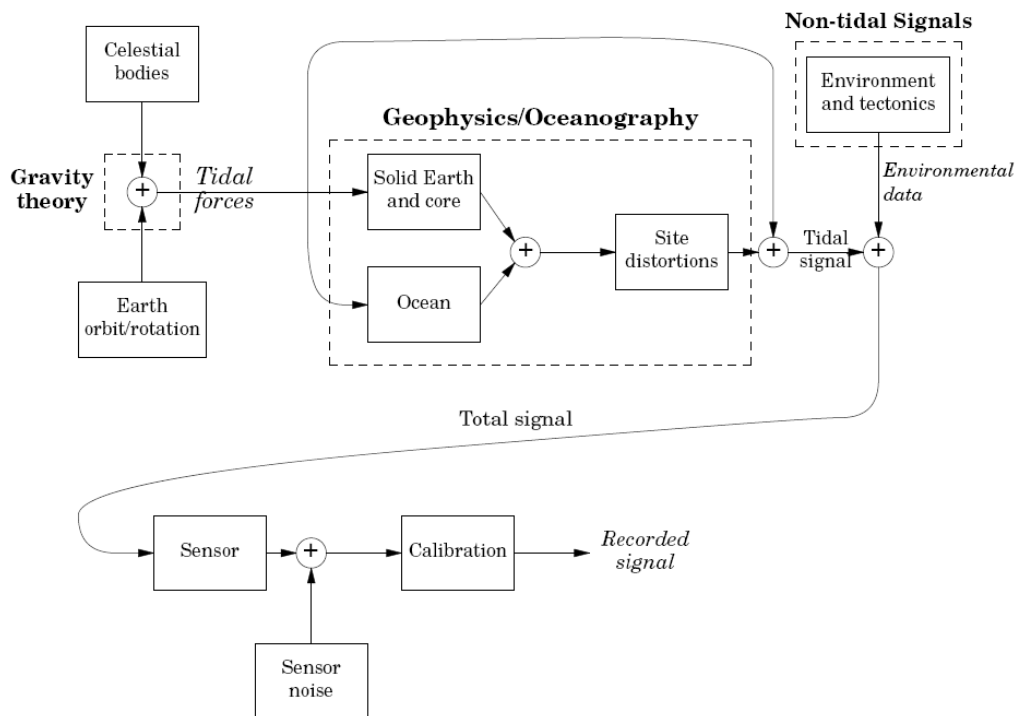 Non-tidal Signals
Celestial
bodies
Environment
and tectonics
Geophysics/Oceanography
Gravity
theory
+
Tidal
forces
Solid Earth
and core
Environmental
data
+
Site
distortions
+
Tidal
signal
+
Earth
orbit/rotation
Ocean
Total signal
Sensor
+
Calibration
Recorded
signal
Sensor
noise